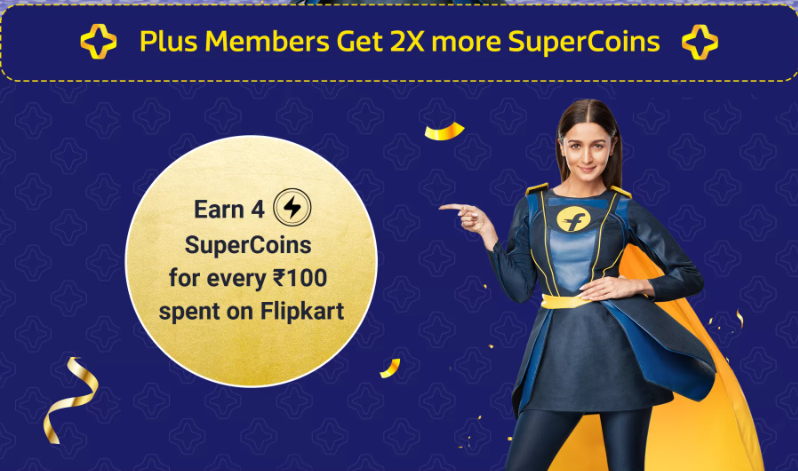 Plus Members Get 2X more SuperCoins
Earn 4
SuperCoins
for every ₹100
spent on Flipkart
f